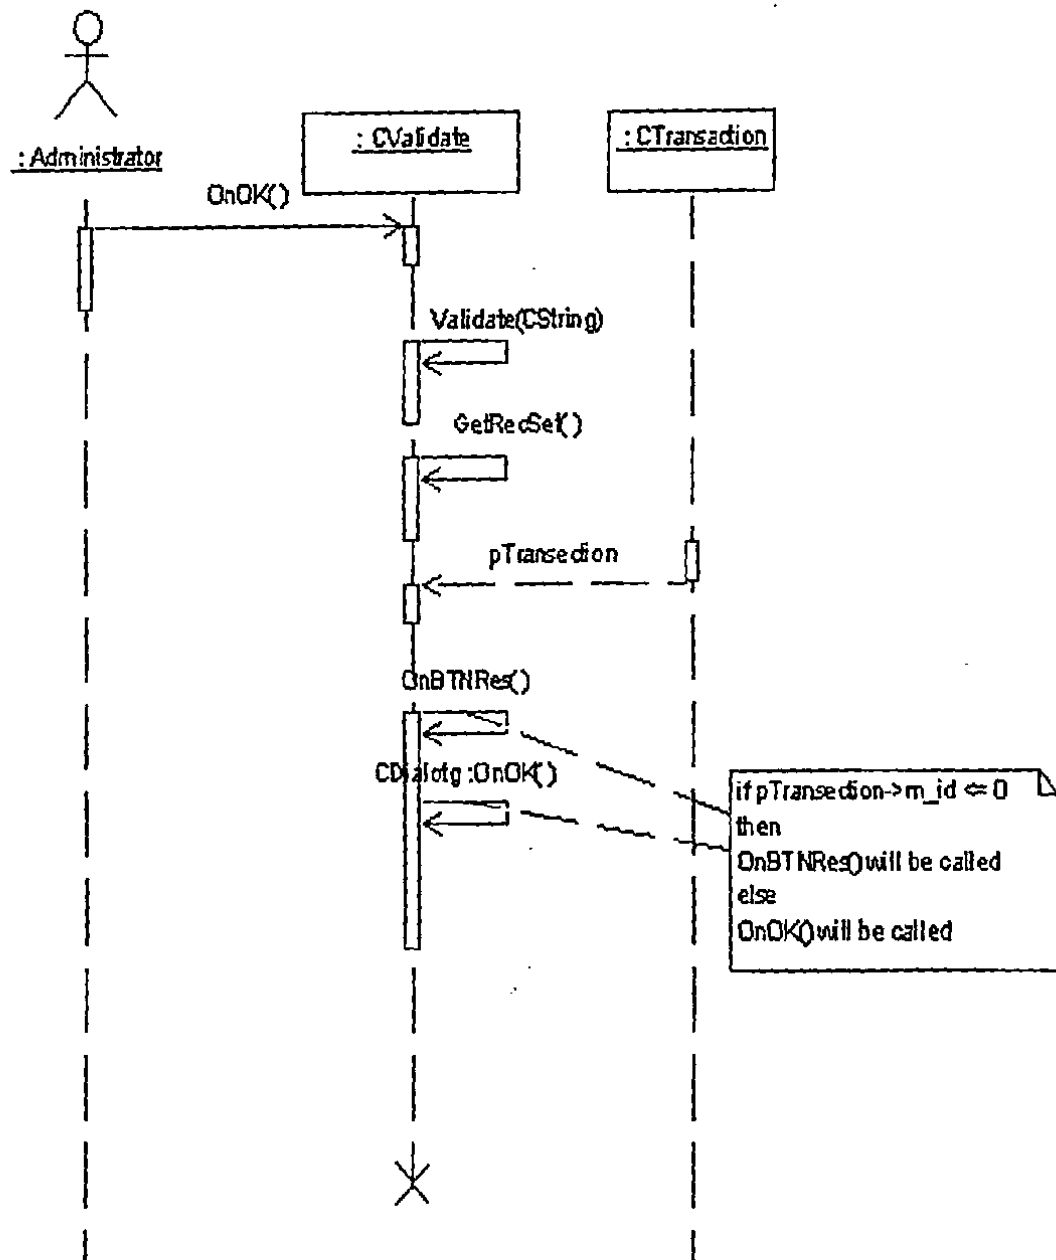 : Administrator
: CValidate
: CTransaction
OnOK()
Validate(CString)
GetRecSet()
pTransection
OnBTNRes()
CDialofg :OnOK()
if pTransection->m_id <= 0
then
OnBTNRes() will be called
else
OnOK() will be called